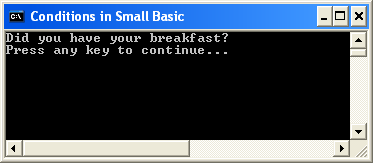 Conditions in Small Basic
Did you have your breakfast?
Press any key to continue...